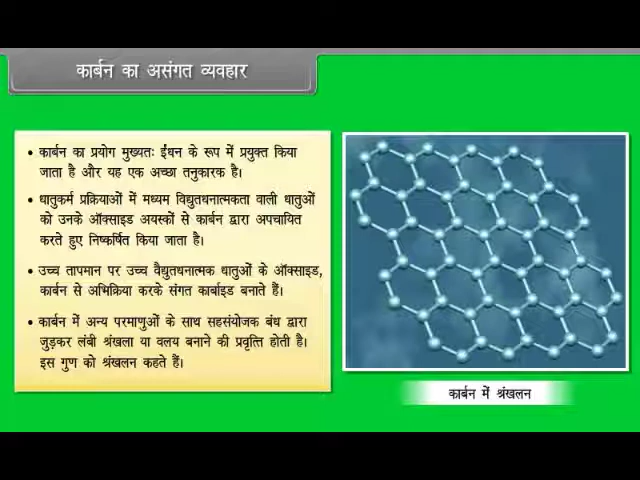 कार्बन का असंगत व्यवहार
• कार्बन का प्रयोग मुख्यतः ईंधन के रूप में प्रयुक्त किया
जाता है और यह एक अच्छा तनुकारक है।
• धातुकर्म प्रक्रियाओं में मध्यम विद्युतधनात्मकता वाली धातुओं
को उनके ऑक्साइड अयस्कों से कार्बन द्वारा अपचायित
करते हुए निष्कर्षित किया जाता है।
• उच्च तापमान पर उच्च वैद्युतधनात्मक धातुओं के ऑक्साइड,
कार्बन से अभिक्रिया करके संगत कार्बाइड बनाते हैं।
• कार्बन में अन्य परमाणुओं के साथ सहसंयोजक बंध द्वारा
जुड़कर लंबी श्रंखला या वलय बनाने की प्रवृत्ति होती है।
इस गुण को श्रंखलन कहते हैं।
कार्बन में श्रंखलन